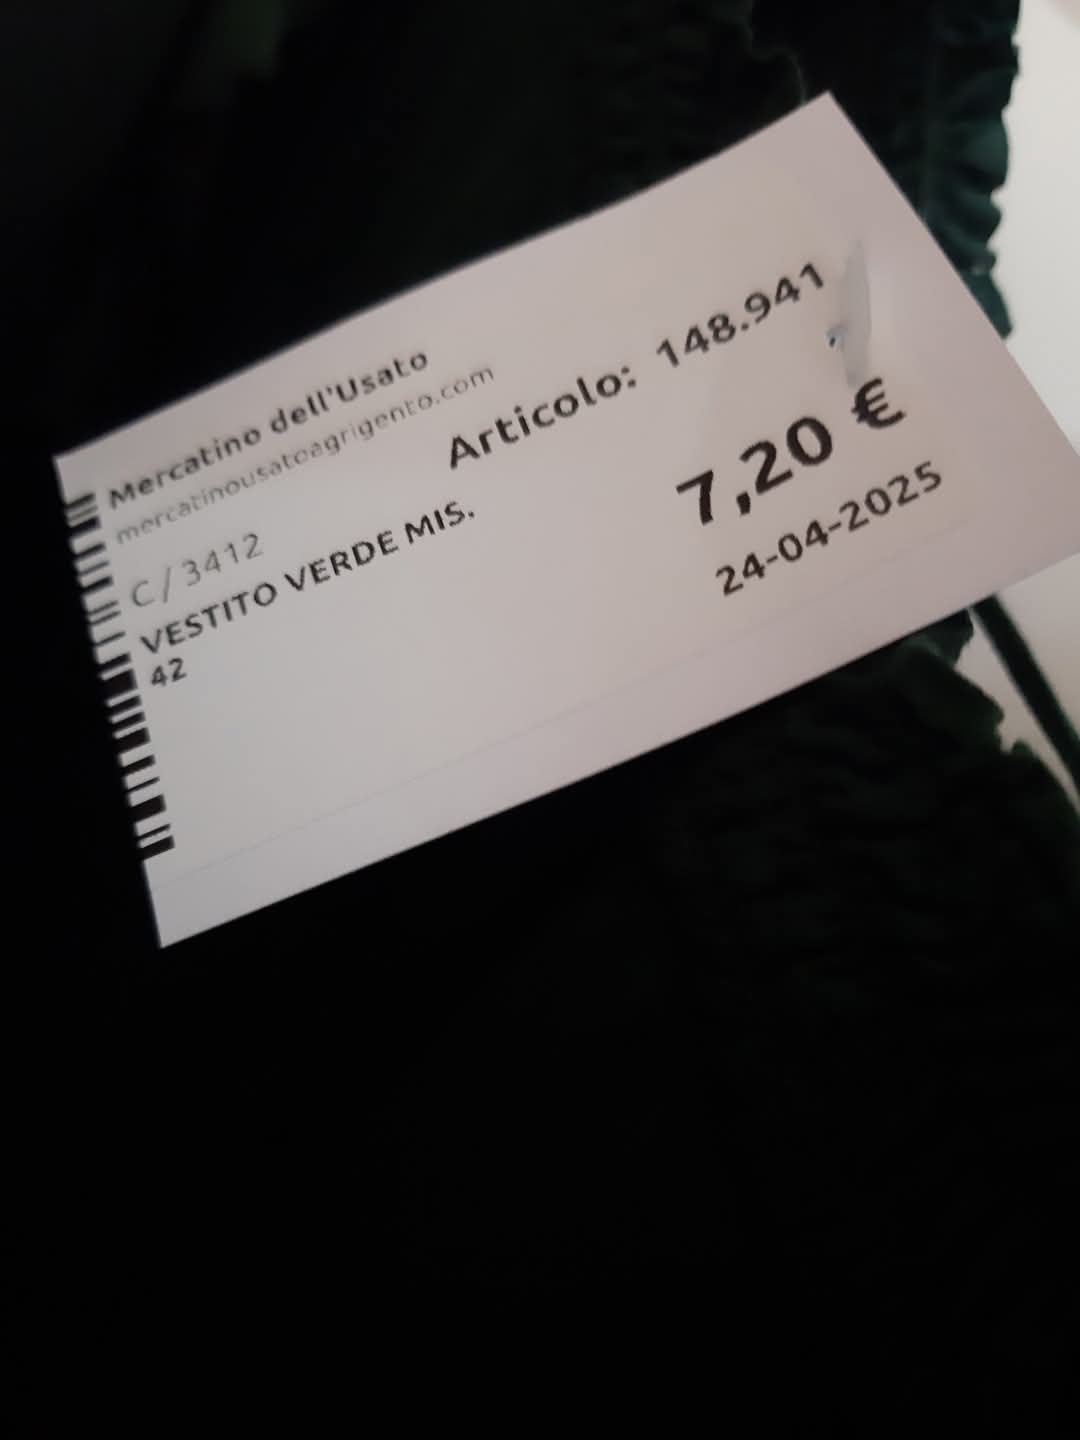 Mercatino dell'Usato
mercatinousatoagrigento.com
Articolo: 148.941
C/3412
7,20 €
VESTITO VERDE MIS.
42
24-04-2025